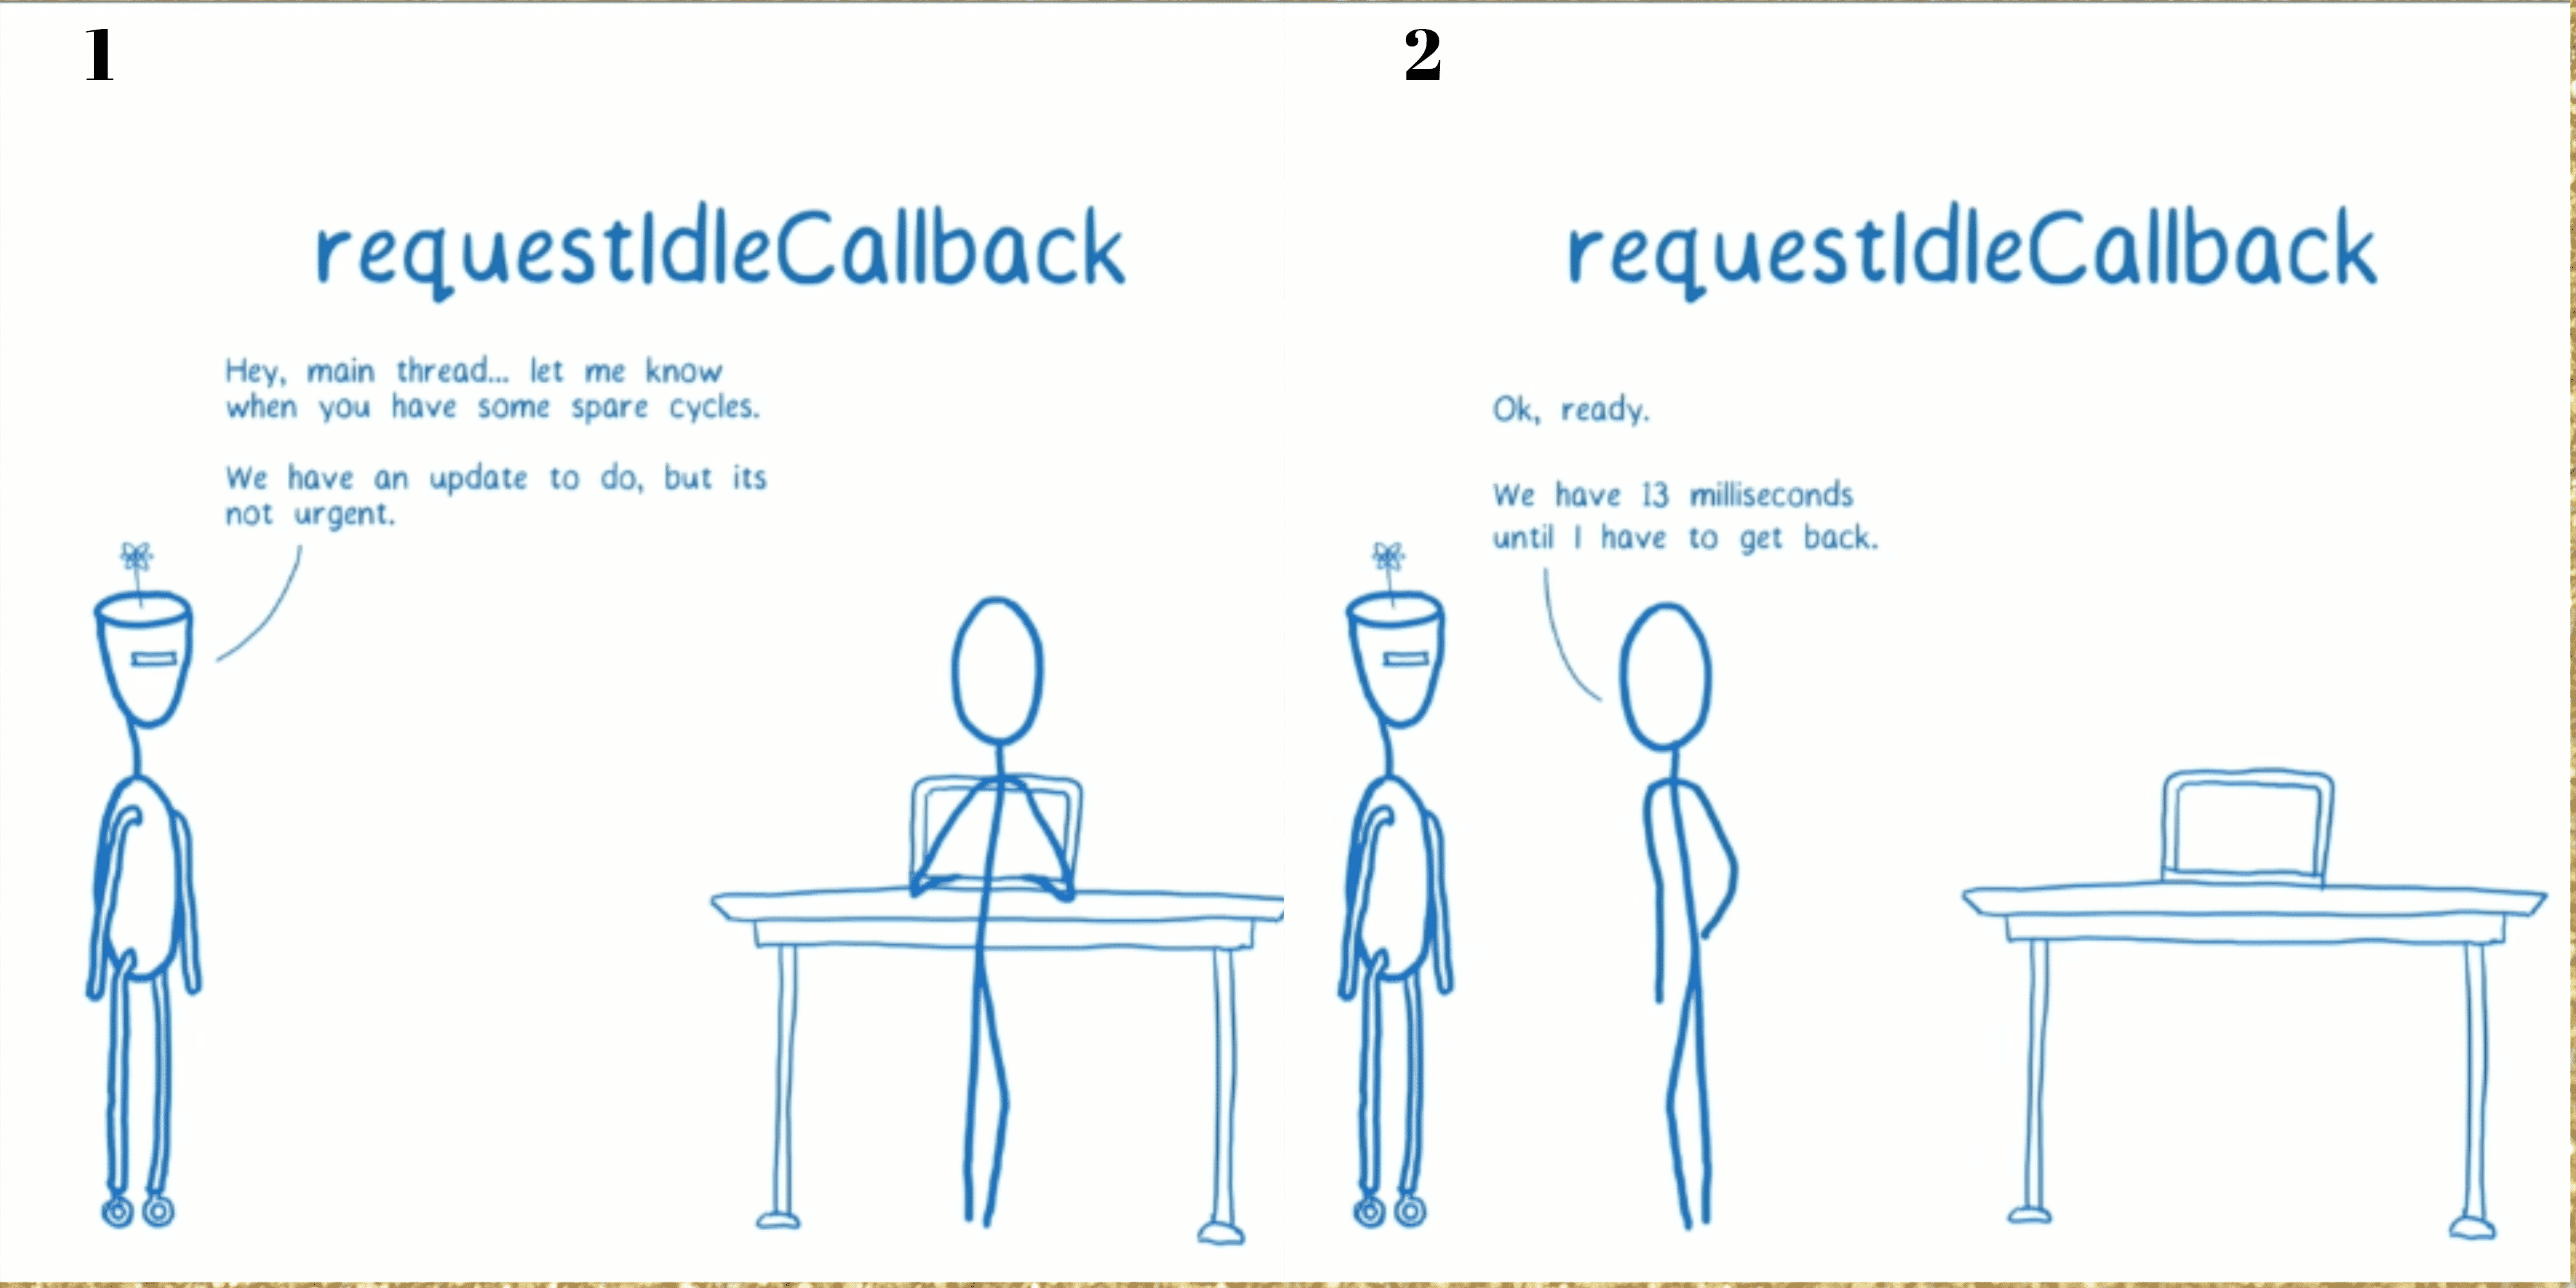 1
requestIdleCallback
Hey, main thread... let me know
when you have some spare cycles.
We have an update to do, but its
not urgent.
2
requestIdleCallback
Ok, ready.
We have 13 milliseconds
until I have to get back.